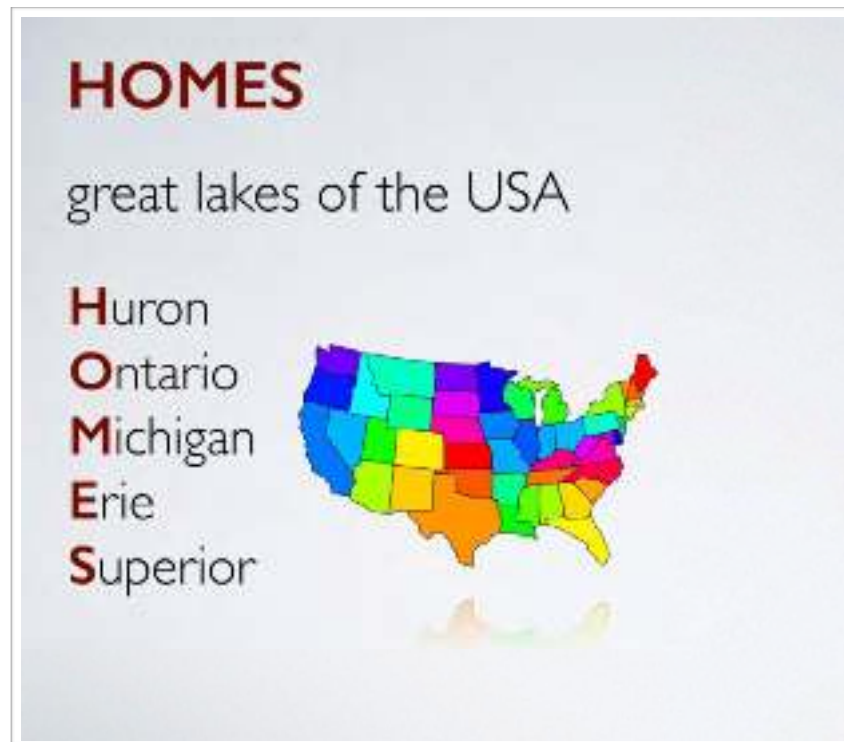 HOMES
great lakes of the USA
Huron
Ontario
Michigan
Erie
Superior